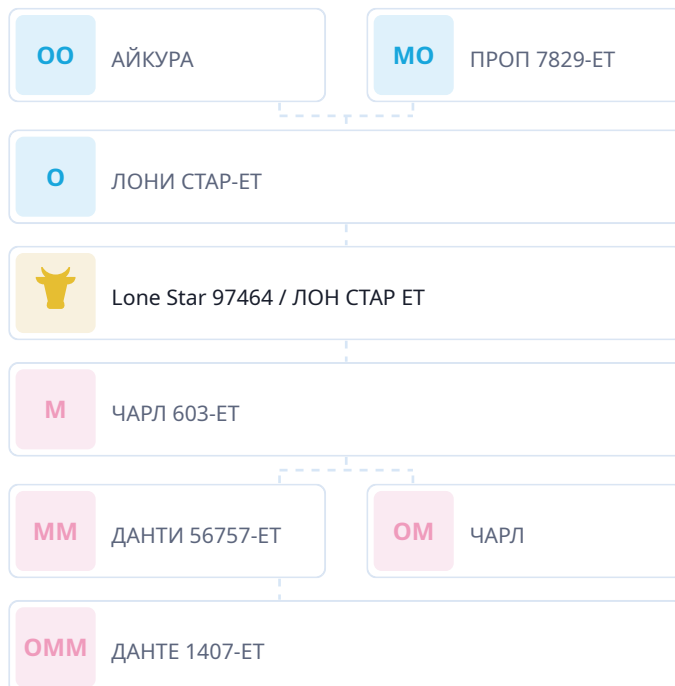 ОО АЙКУРА МО ПРОП 7829-ЕТ
О ЛОНИ СТАР-ЕТ
Lone Star 97464 / ЛОН СТАР ЕТ
М ЧАРЛ 603-ЕТ
ММ ДАНТИ 56757-ЕТ ОМ ЧАРЛ
ОММ ДАНТЕ 1407-ЕТ